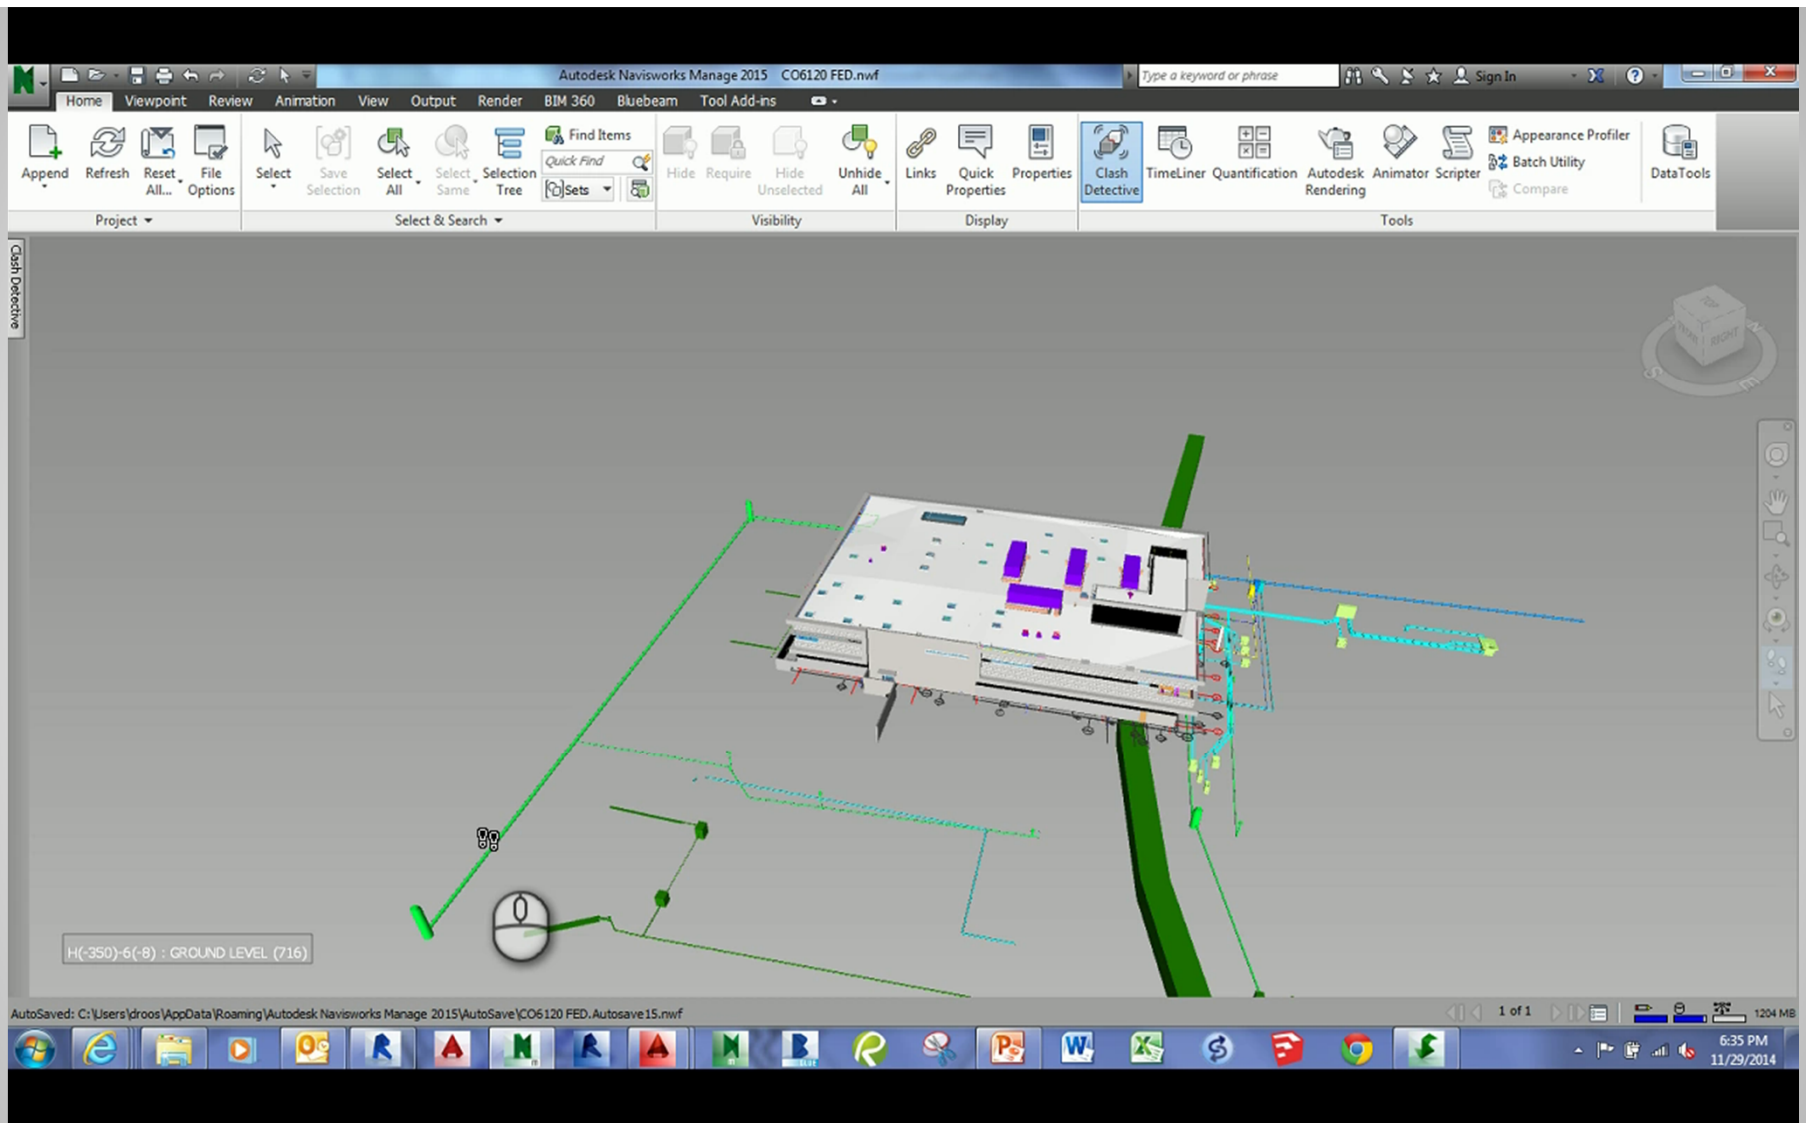 Autodesk Navisworks Manage 2015 CO6120 FED.nwf
Type a keyword or phrase
Sign In
Home Viewpoint Review Animation View Output Render BIM 360 Bluebeam Tool Add-ins
Append
Refresh
Reset All...
File Options
Project
Select
Save Selection
Select All
Select Same
Selection Tree
Find Items
Quick Find
Sets
Select & Search
Hide
Require
Hide Unselected
Unhide All
Visibility
Links
Quick Properties
Properties
Display
Clash Detective
TimeLiner
Quantification
Autodesk Rendering
Animator
Scripter
Appearance Profiler
Batch Utility
Compare
Tools
DataTools
Clash Detective
TOP
RIGHT
N
S
E
H(-350)-6(-8) : GROUND LEVEL (716)
AutoSaved: C:\Users\droos\AppData\Roaming\Autodesk Navisworks Manage 2015\AutoSave\CO6120 FED.Autosave15.nwf
1 of 1
1204 MB
6:35 PM
11/29/2014